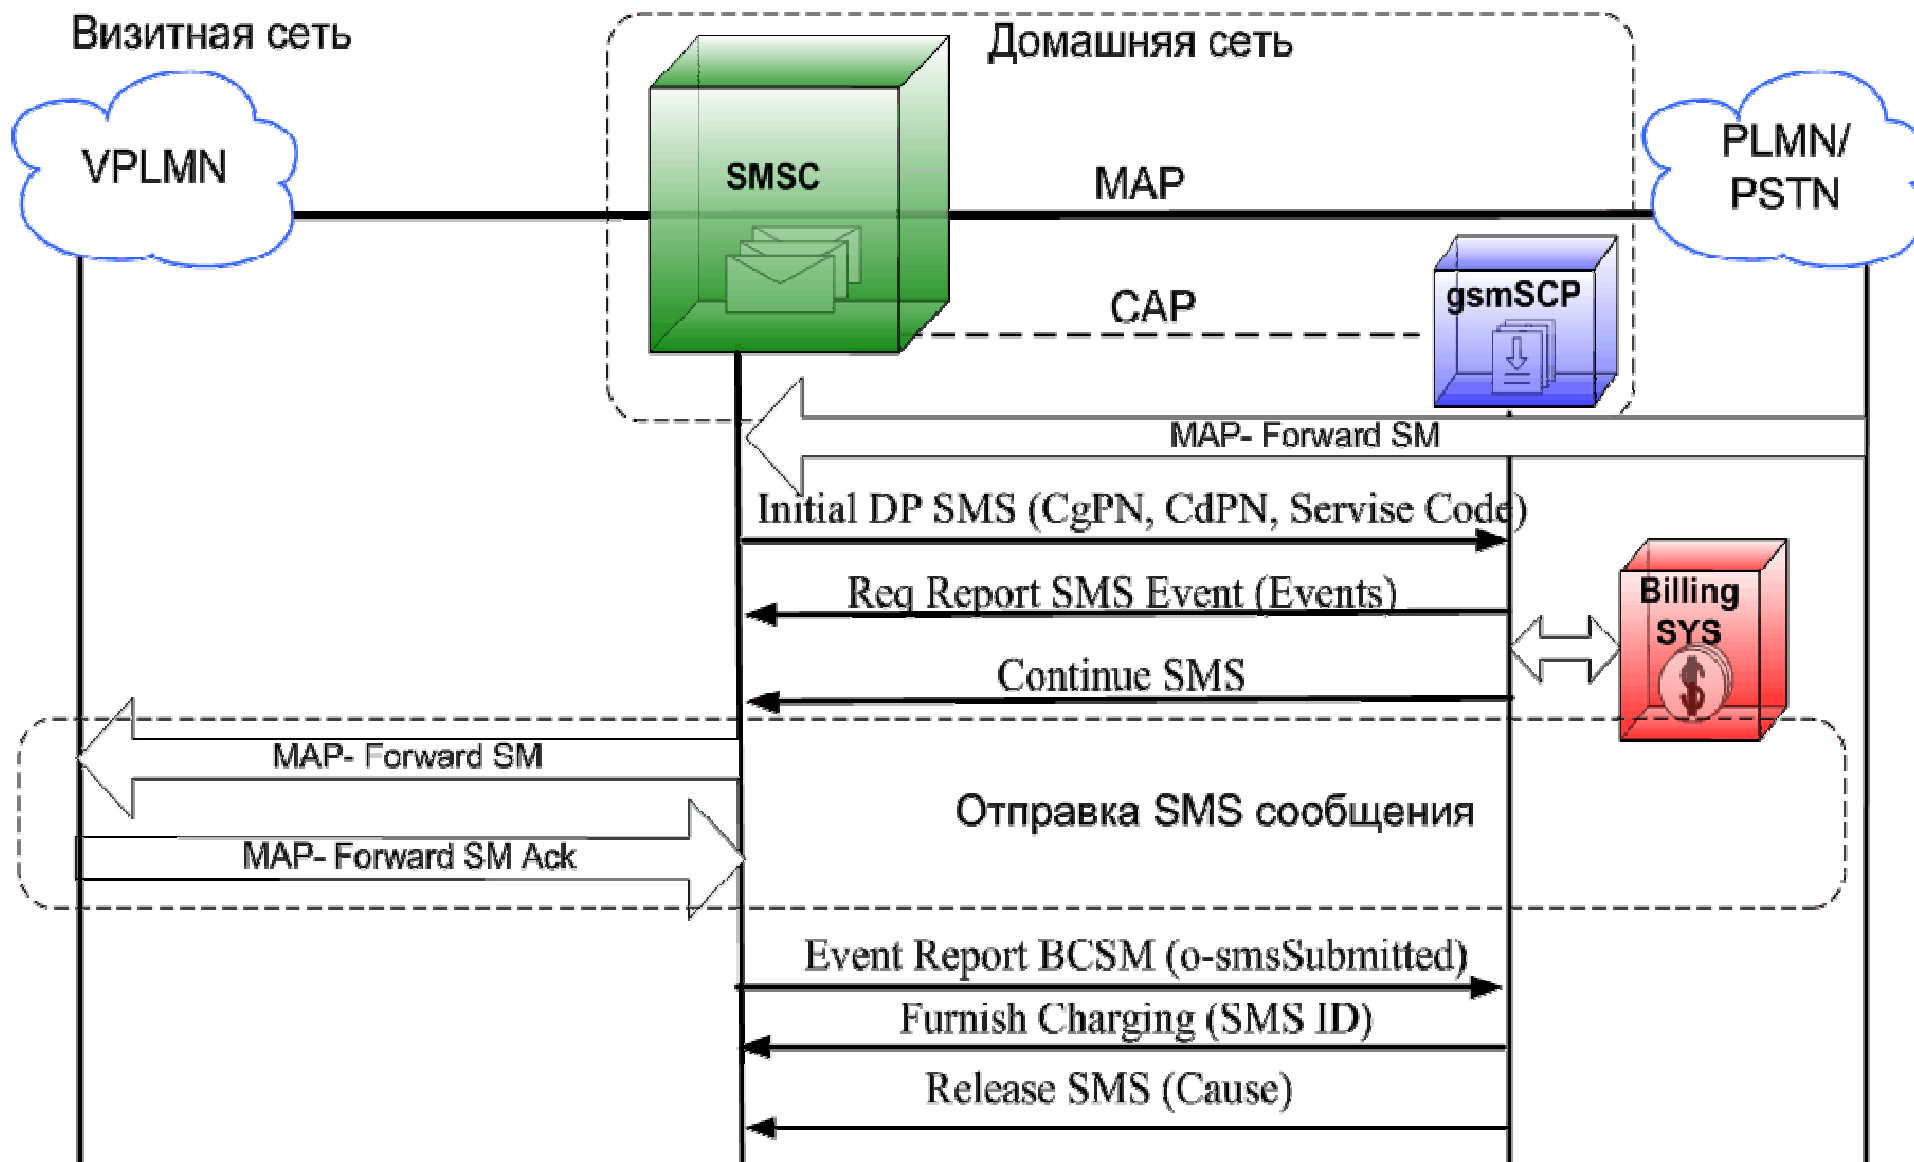 Визитная сеть
Домашняя сеть
VPLMN
SMSC
MAP
PLMN/
PSTN
CAP
gsmSCP
MAP- Forward SM
Initial DP SMS (CgPN, CdPN, Servise Code)
Req Report SMS Event (Events)
Billing
SYS
$
Continue SMS
MAP- Forward SM
Отправка SMS сообщения
MAP- Forward SM Ack
Event Report BCSM (o-smsSubmitted)
Furnish Charging (SMS ID)
Release SMS (Cause)